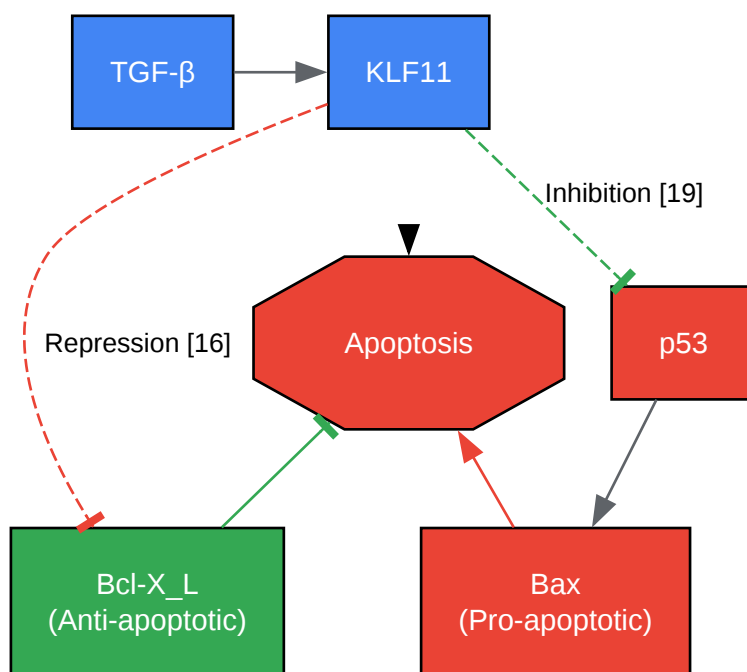 TGF-β
KLF11
Inhibition [19]
Repression [16]
Apoptosis
p53
Bcl-X_L
(Anti-apoptotic)
Bax
(Pro-apoptotic)